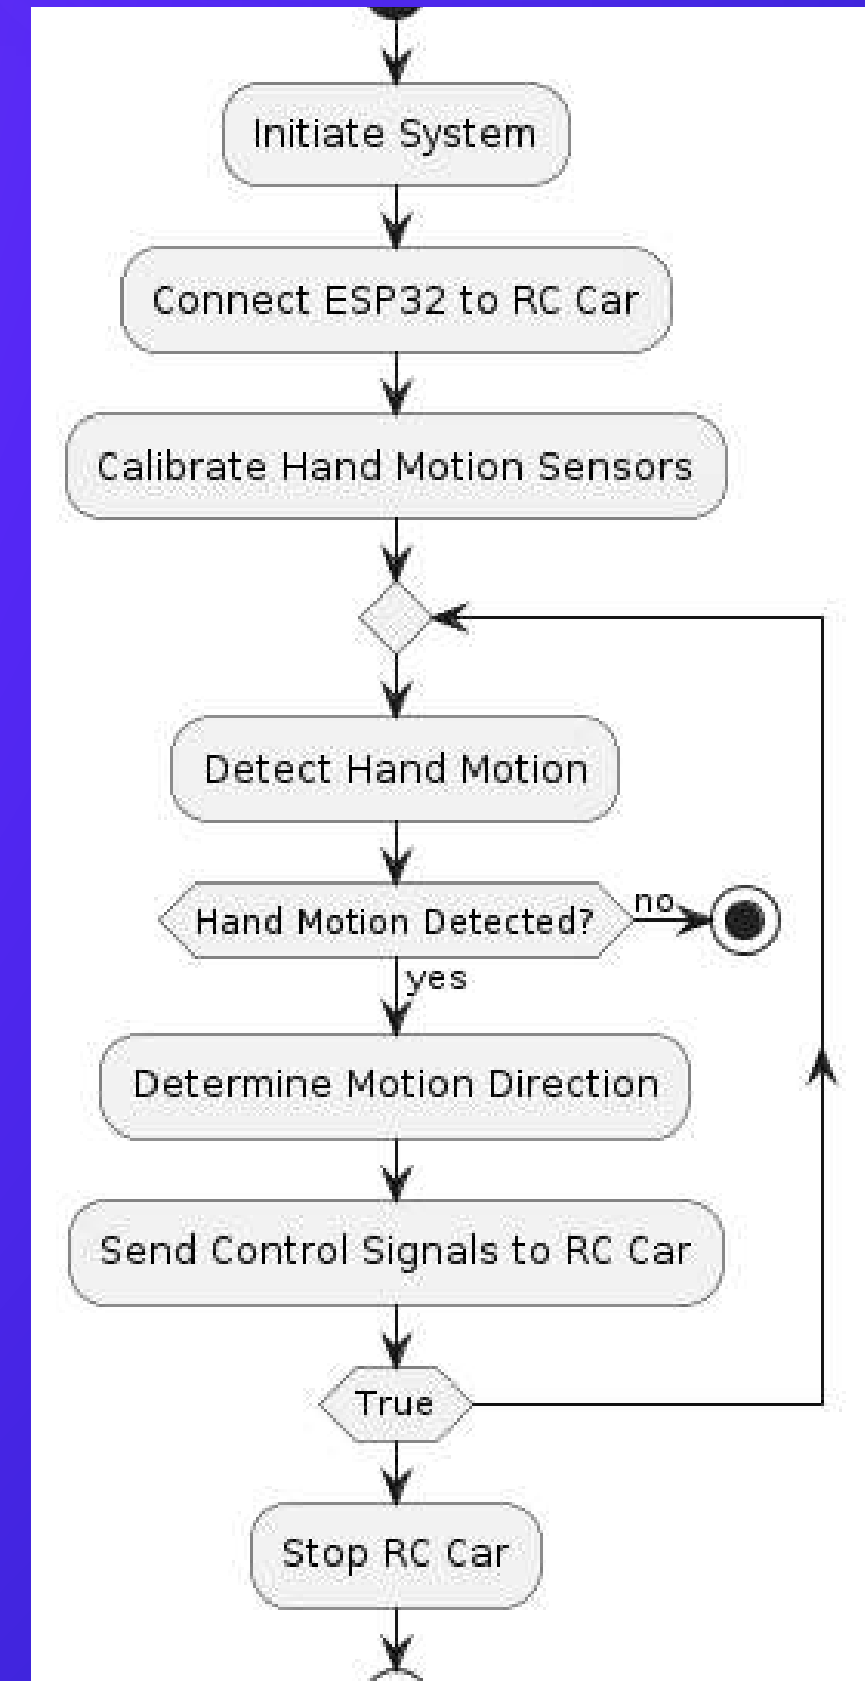 Initiate System
Connect ESP32 to RC Car
Calibrate Hand Motion Sensors
Detect Hand Motion
Hand Motion Detected?
no
yes
Determine Motion Direction
Send Control Signals to RC Car
True
Stop RC Car